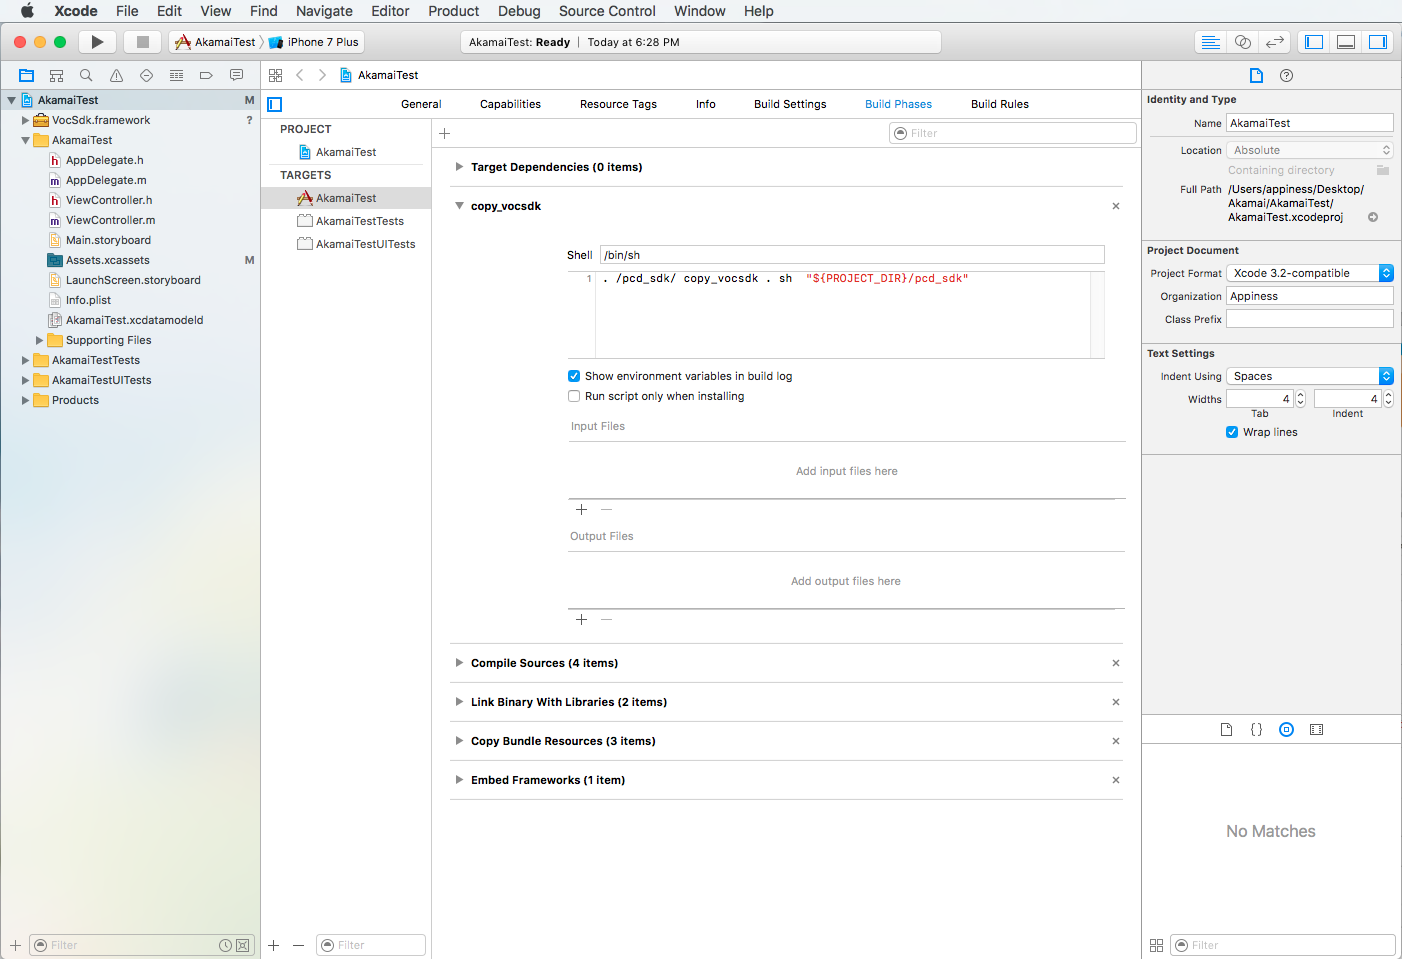 Xcode File Edit View Find Navigate Editor Product Debug Source Control Window Help
AkamaiTest iPhone 7 Plus
AkamaiTest: Ready | Today at 6:28 PM
AkamaiTest M
VocSdk.framework ?
AkamaiTest
AppDelegate.h
AppDelegate.m
ViewController.h
ViewController.m
Main.storyboard
Assets.xcassets M
LaunchScreen.storyboard
Info.plist
AkamaiTest.xcdatamodeld
Supporting Files
AkamaiTestTests
AkamaiTestUITests
Products
Filter
AkamaiTest
General Capabilities Resource Tags Info Build Settings Build Phases Build Rules
PROJECT
AkamaiTest
TARGETS
AkamaiTest
AkamaiTestTests
AkamaiTestUITests
Filter
Filter
Target Dependencies (0 items)
copy_vocsdk
Shell /bin/sh
1 . /pcd_sdk/ copy_vocsdk . sh "${PROJECT_DIR}/pcd_sdk"
Show environment variables in build log
Run script only when installing
Input Files
Add input files here
Output Files
Add output files here
Compile Sources (4 items)
Link Binary With Libraries (2 items)
Copy Bundle Resources (3 items)
Embed Frameworks (1 item)
Identity and Type
Name AkamaiTest
Location Absolute
Containing directory
Full Path /Users/appiness/Desktop/
Akamai/AkamaiTest/
AkamaiTest.xcodeproj
Project Document
Project Format Xcode 3.2-compatible
Organization Appiness
Class Prefix
Text Settings
Indent Using Spaces
Widths 4 4
Tab Indent
Wrap lines
{}
No Matches
Filter